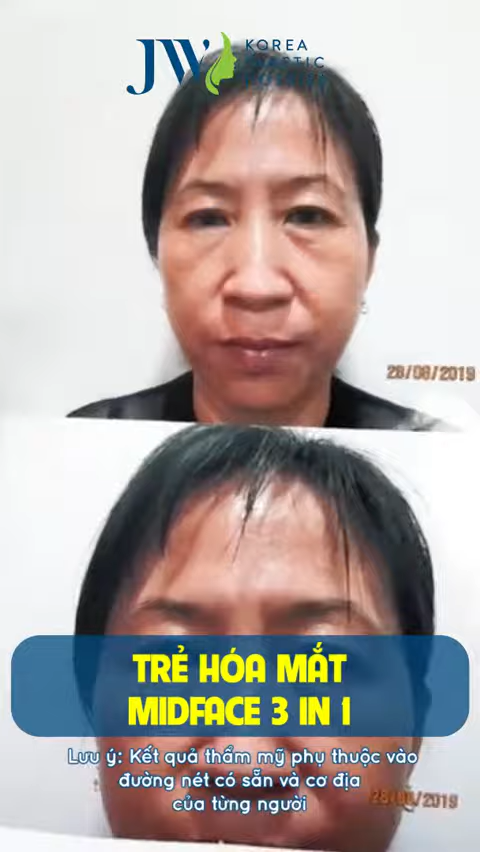 JW KOREA
PLASTIC
28/08/2019
TRẺ HÓA MẮT
MIDFACE 3 IN 1
Lưu ý: Kết quả thẩm mỹ phụ thuộc vào
đường nét có sẵn và cơ địa
của từng người